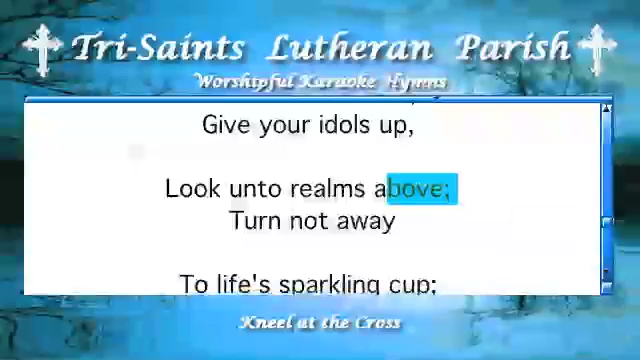 Tri-Saints Lutheran Parish
Worshipful Karaoke Hymns
Give your idols up,
Look unto realms above;
Turn not away
To life's sparkling cup;
Kneel at the Cross